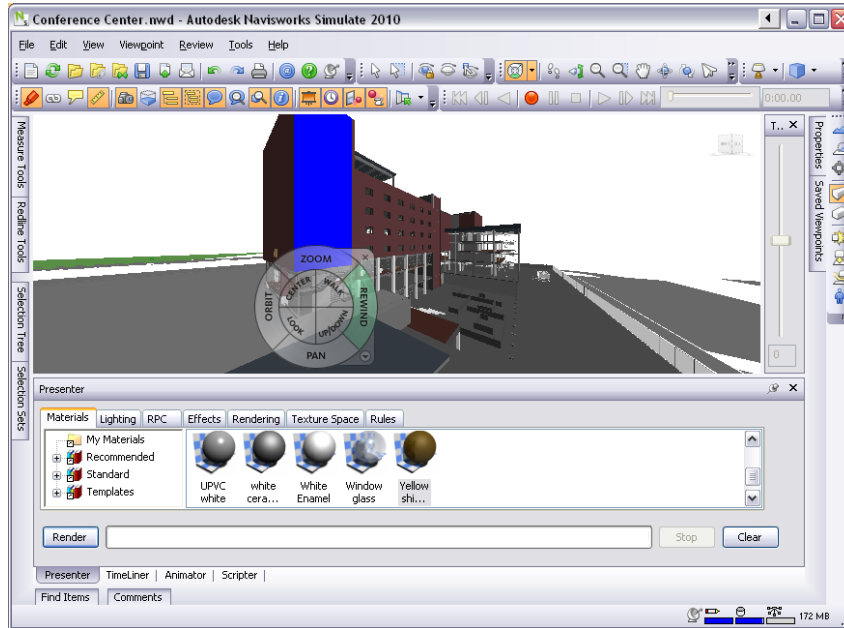 Conference Center.nwd - Autodesk Navisworks Simulate 2010
File Edit View Viewpoint Review Tools Help
0:00.00
Measure Tools
Redline Tools
Selection Tree
Selection Sets
ZOOM
CENTER
WALK
ORBIT
REWIND
LOOK
UP/DOWN
PAN
T..
0
Properties
Saved Viewpoints
Presenter
Materials Lighting RPC Effects Rendering Texture Space Rules
My Materials
Recommended
Standard
Templates
UPVC white
white cera...
White Enamel
Window glass
Yellow shi...
Render Stop Clear
Presenter TimeLiner Animator Scripter
Find Items Comments
172 MB